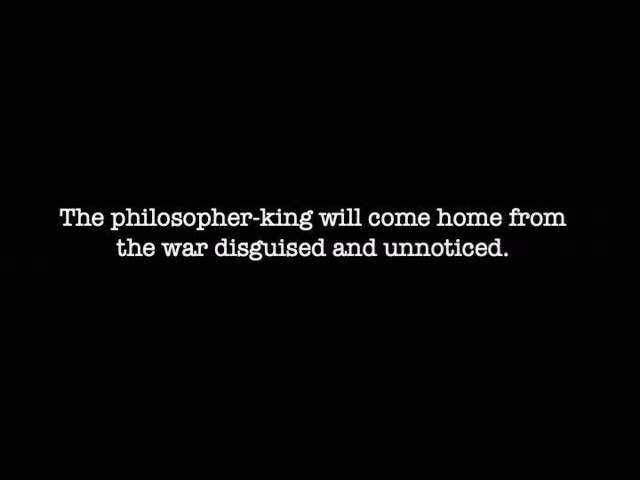 The philosopher-king will come home from
the war disguised and unnoticed.